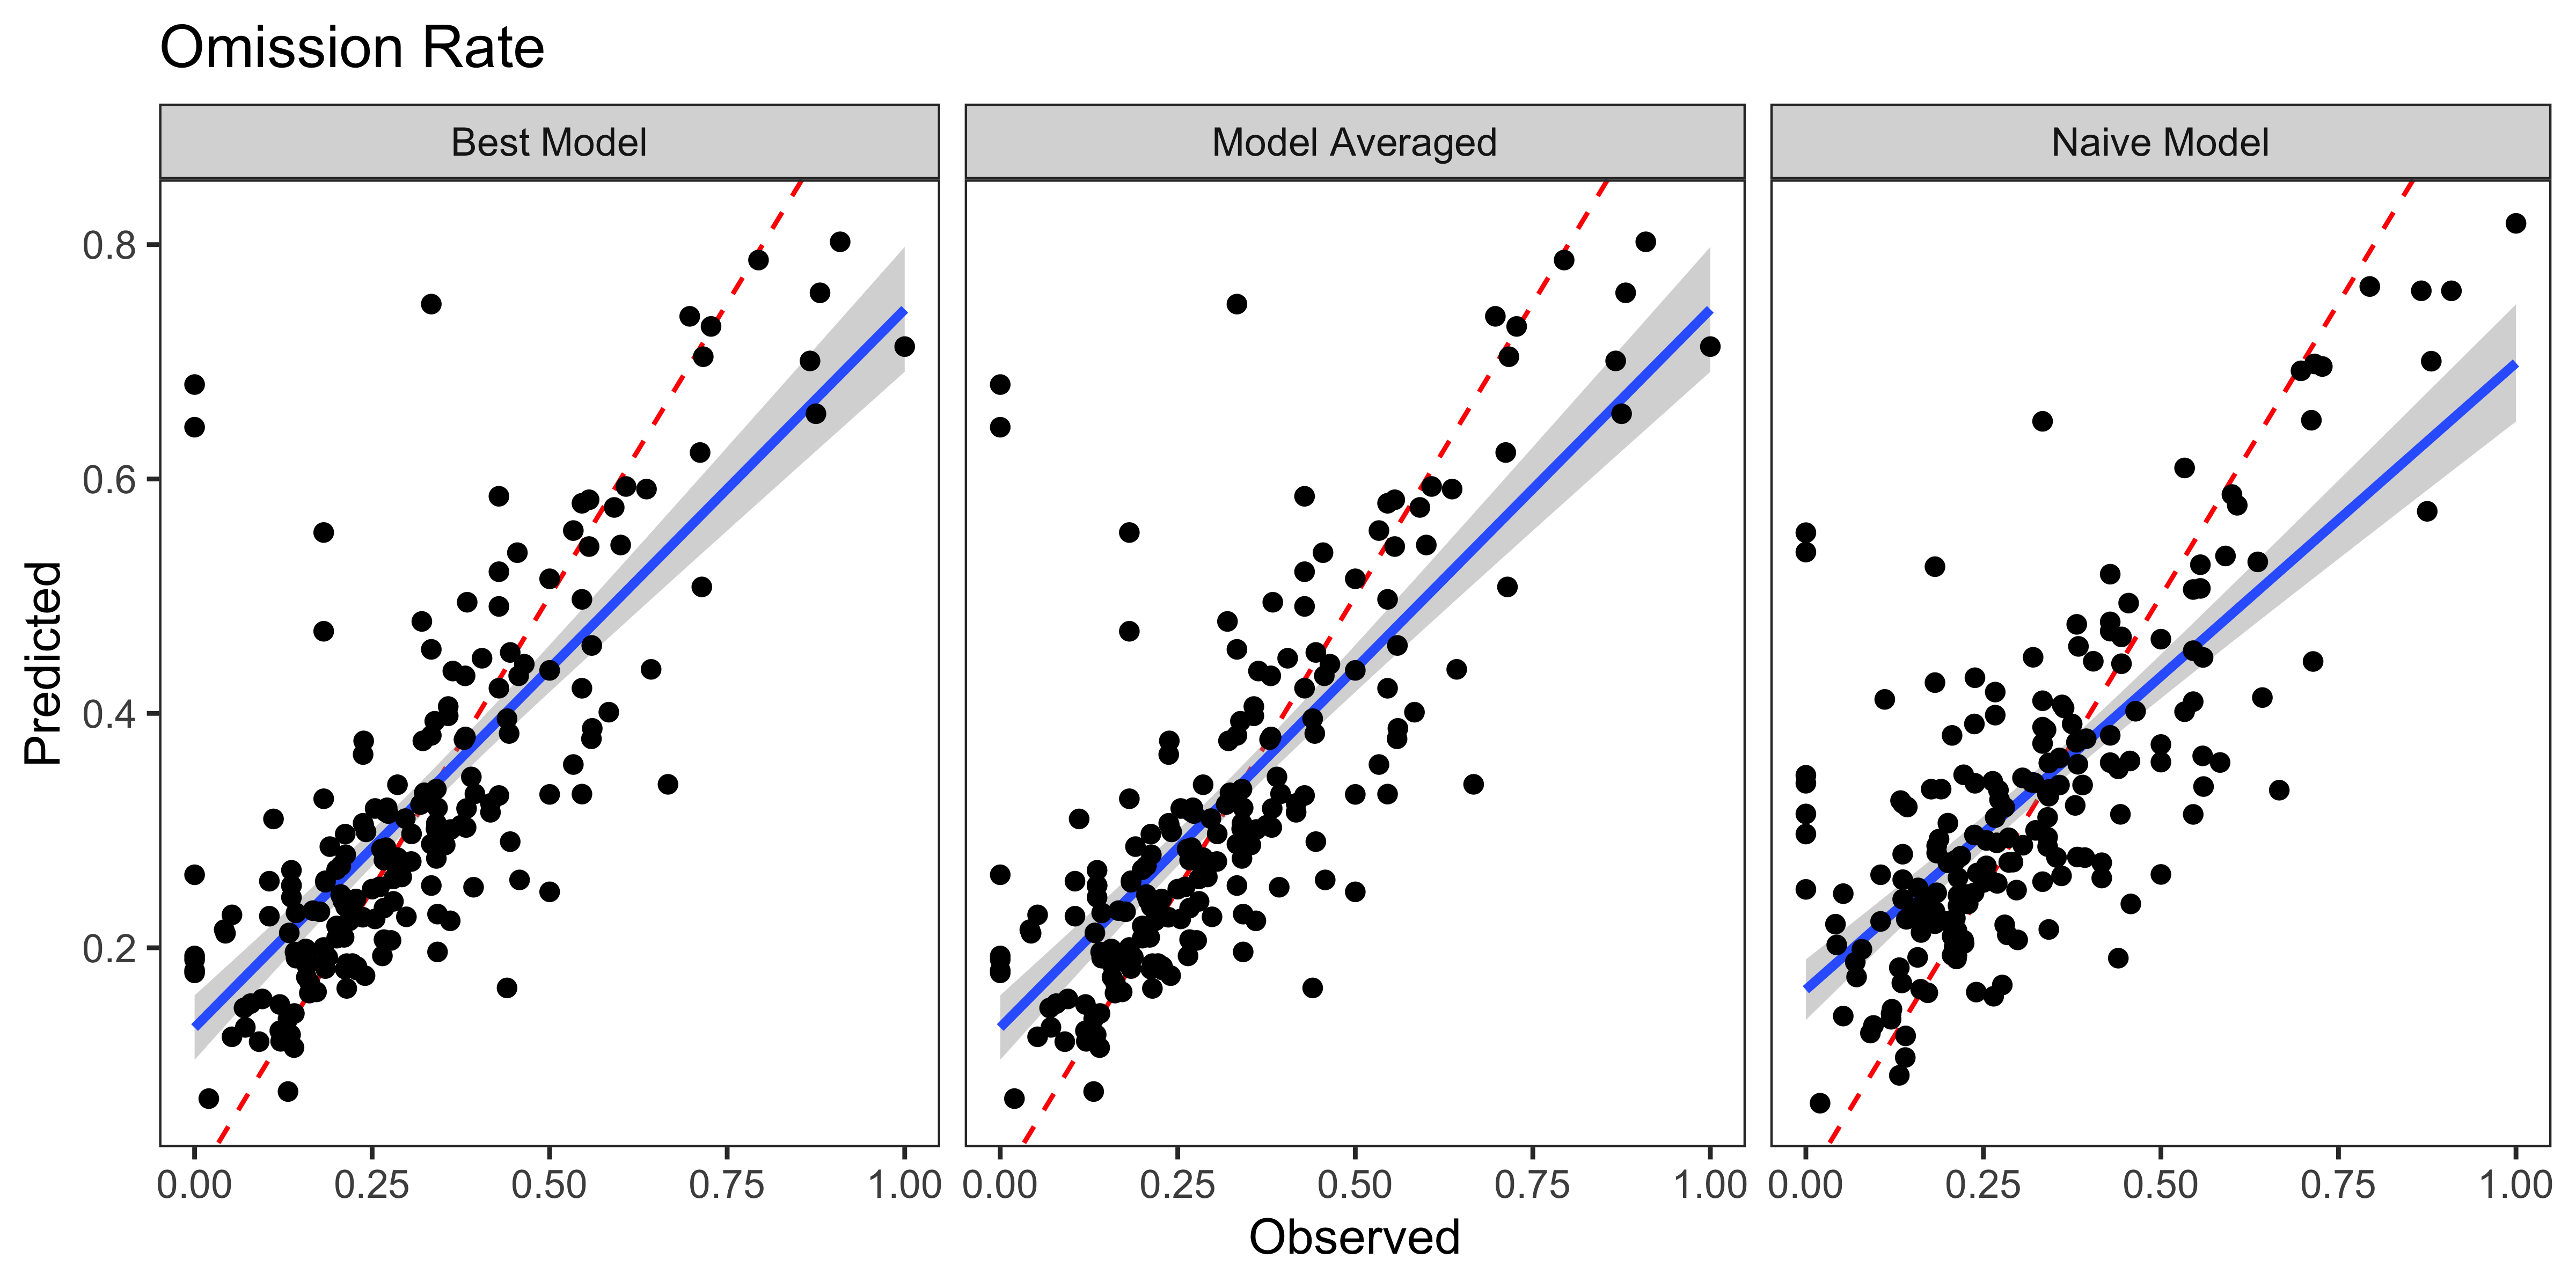 Omission Rate
Best Model
Model Averaged
Naive Model
0.8
0.6
0.4
0.2
Predicted
0.00 0.25 0.50 0.75 1.00 0.00 0.25 0.50 0.75 1.00 0.00 0.25 0.50 0.75 1.00
Observed